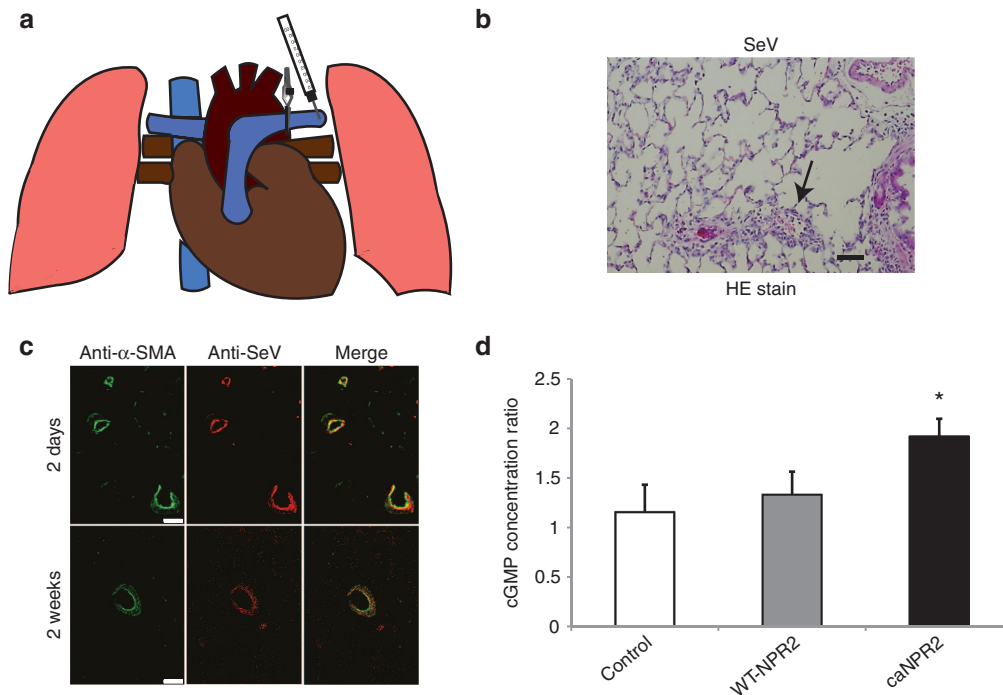 a
b
SeV
HE stain
c
Anti-α-SMA Anti-SeV Merge
2 days
2 weeks
d
cGMP concentration ratio
2.5
2
1.5
1
0.5
0
*
Control WT-NPR2 caNPR2